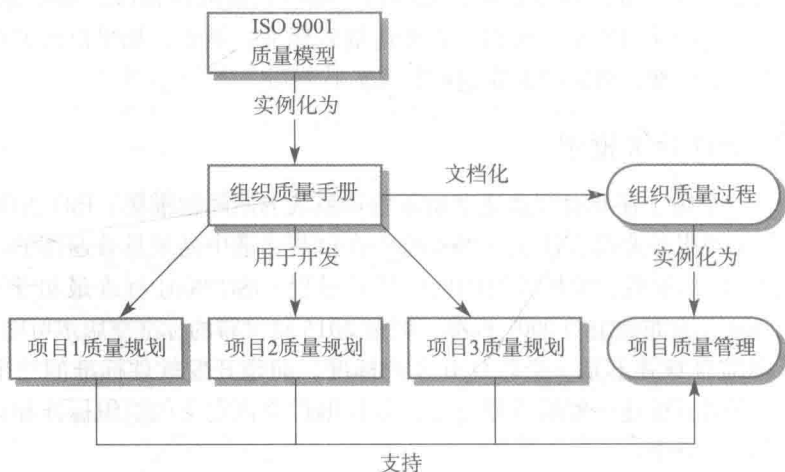 ISO 9001
质量模型
实例化为
组织质量手册
文档化
组织质量过程
用于开发
实例化为
项目1质量规划
项目2质量规划
项目3质量规划
项目质量管理
支持